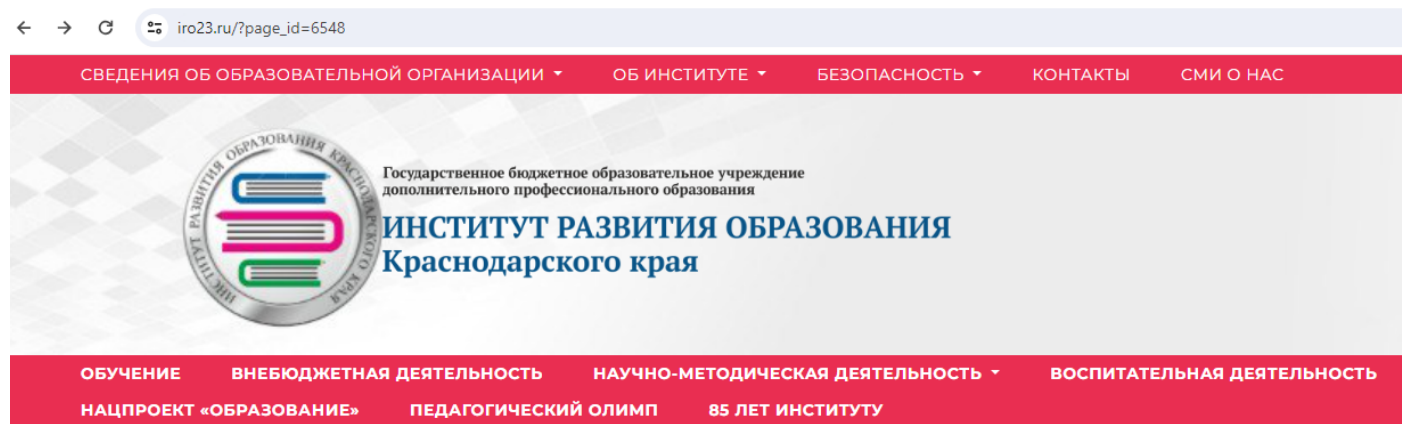 iro23.ru/?page_id=6548
СВЕДЕНИЯ ОБ ОБРАЗОВАТЕЛЬНОЙ ОРГАНИЗАЦИИ ОБ ИНСТИТУТЕ БЕЗОПАСНОСТЬ КОНТАКТЫ СМИ О НАС
ИНСТИТУТ РАЗВИТИЯ ОБРАЗОВАНИЯ КРАСНОДАРСКОГО КРАЯ
Государственное бюджетное образовательное учреждение
дополнительного профессионального образования
ИНСТИТУТ РАЗВИТИЯ ОБРАЗОВАНИЯ
Краснодарского края
ОБУЧЕНИЕ ВНЕБЮДЖЕТНАЯ ДЕЯТЕЛЬНОСТЬ НАУЧНО-МЕТОДИЧЕСКАЯ ДЕЯТЕЛЬНОСТЬ ВОСПИТАТЕЛЬНАЯ ДЕЯТЕЛЬНОСТЬ
НАЦПРОЕКТ «ОБРАЗОВАНИЕ» ПЕДАГОГИЧЕСКИЙ ОЛИМП 85 ЛЕТ ИНСТИТУТУ